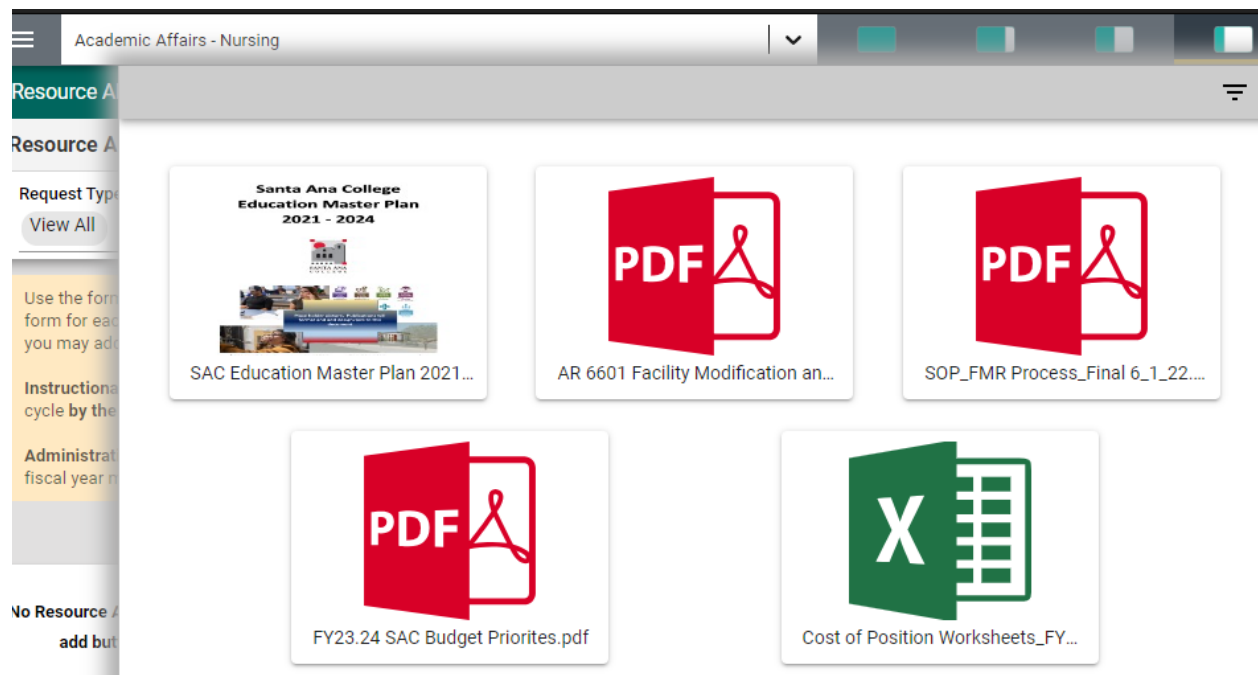 Academic Affairs - Nursing
Resource A
Resource A
Request Type
View All
Use the form
form for eac
you may add
Instructiona
cycle by the
Administrat
fiscal year m
No Resource A
add but
Santa Ana College
Education Master Plan
2021 - 2024
SANTA ANA
COLLEGE
SAC Education Master Plan 2021...
PDF
AR 6601 Facility Modification an...
PDF
SOP_FMR Process_Final 6_1_22....
PDF
FY23.24 SAC Budget Priorites.pdf
X
Cost of Position Worksheets_FY...